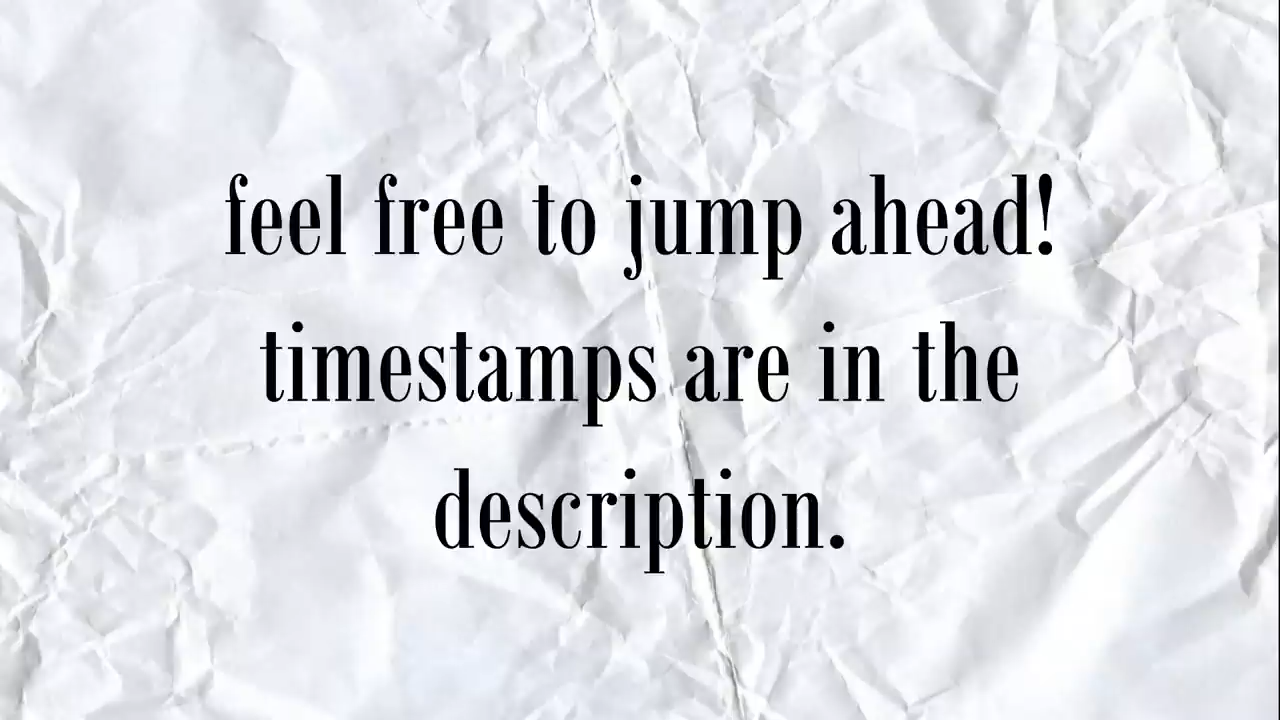 feel free to jump ahead!
timestamps are in the
description.